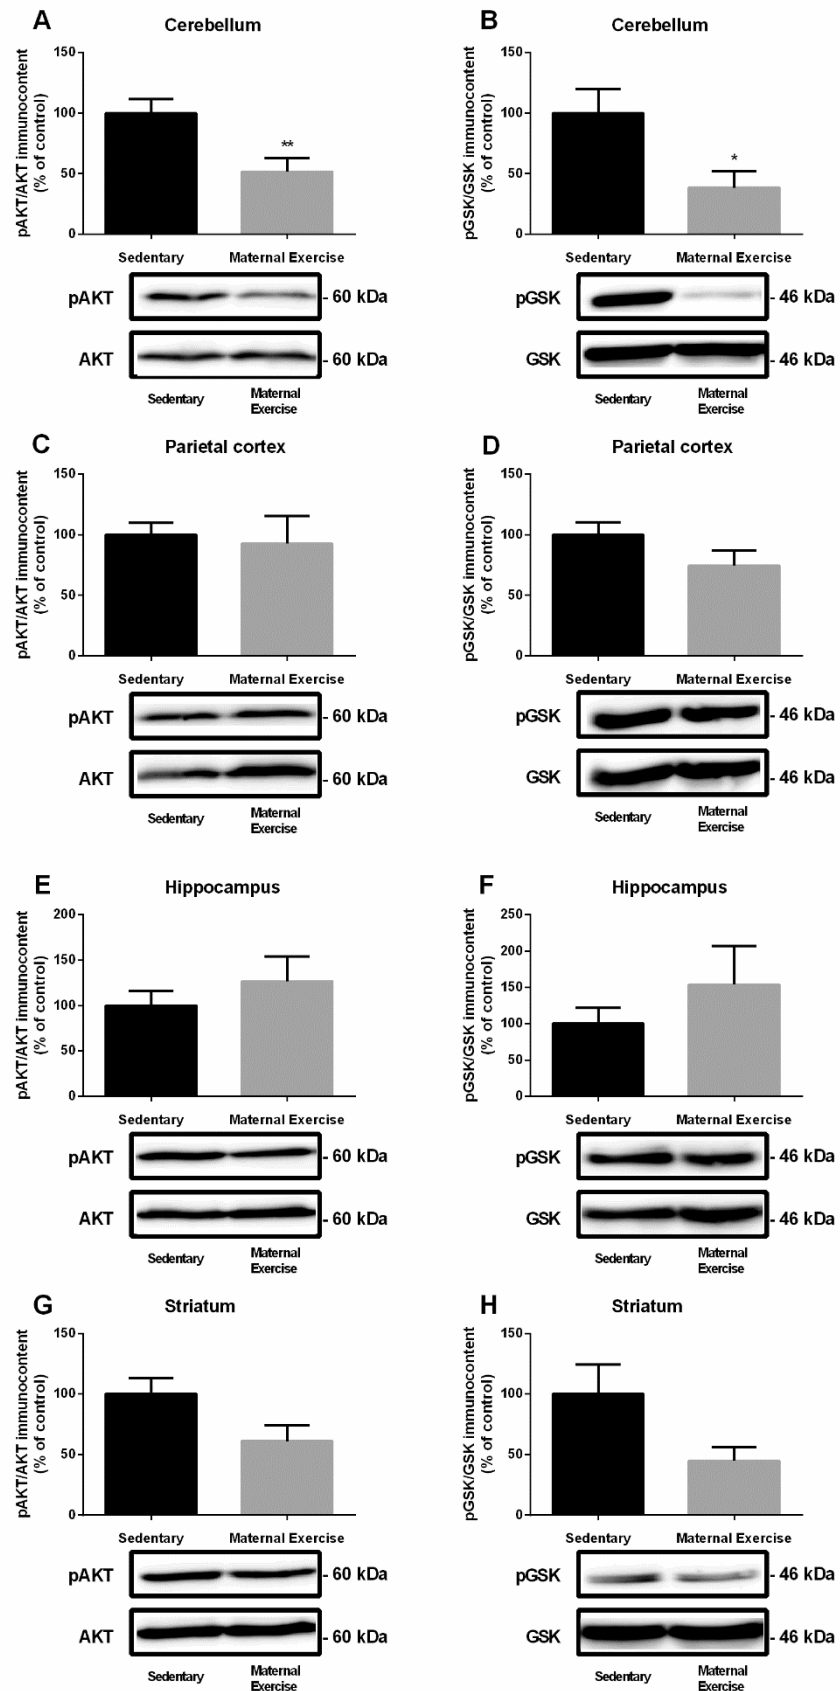 A
Cerebellum
pAKT/AKT immunocontent
(% of control)
150
100
50
0
**
Sedentary Maternal Exercise
pAKT - 60 kDa
AKT - 60 kDa
Sedentary Maternal
Exercise
B
Cerebellum
pGSK/GSK immunocontent
(% of control)
150
100
50
0
*
Sedentary Maternal Exercise
pGSK - 46 kDa
GSK - 46 kDa
Sedentary Maternal
Exercise
C
Parietal cortex
pAKT/AKT immunocontent
(% of control)
150
100
50
0
Sedentary Maternal Exercise
pAKT - 60 kDa
AKT - 60 kDa
Sedentary Maternal
Exercise
D
Parietal cortex
pGSK/GSK immunocontent
(% of control)
150
100
50
0
Sedentary Maternal Exercise
pGSK - 46 kDa
GSK - 46 kDa
Sedentary Maternal
Exercise
E
Hippocampus
pAKT/AKT immunocontent
(% of control)
200
150
100
50
0
Sedentary Maternal Exercise
pAKT - 60 kDa
AKT - 60 kDa
Sedentary Maternal
Exercise
F
Hippocampus
pGSK/GSK immunocontent
(% of control)
250
200
150
100
50
0
Sedentary Maternal Exercise
pGSK - 46 kDa
GSK - 46 kDa
Sedentary Maternal
Exercise
G
Striatum
pAKT/AKT immunocontent
(% of control)
150
100
50
0
Sedentary Maternal Exercise
pAKT - 60 kDa
AKT - 60 kDa
Sedentary Maternal
Exercise
H
Striatum
pGSK/GSK immunocontent
(% of control)
150
100
50
0
Sedentary Maternal Exercise
pGSK - 46 kDa
GSK - 46 kDa
Sedentary Maternal
Exercise